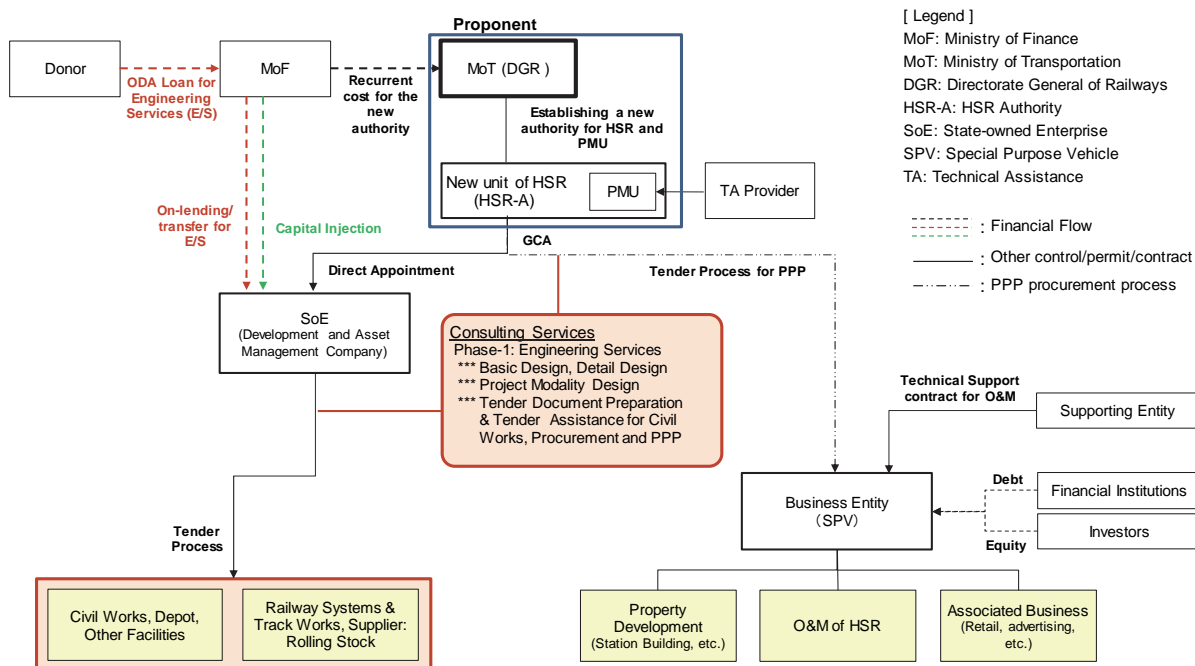 Proponent
Donor
MoF
MoT (DGR )
ODA Loan for
Engineering
Services (E/S)
Recurrent
cost for the
new
authority
Establishing a new
authority for HSR and
PMU
New unit of HSR
(HSR-A)
PMU
TA Provider
On-lending/
transfer for
E/S
Capital Injection
GCA
Direct Appointment
Tender Process for PPP
SoE
(Development and Asset
Management Company)
Consulting Services
Phase-1: Engineering Services
*** Basic Design, Detail Design
*** Project Modality Design
*** Tender Document Preparation
& Tender Assistance for Civil
Works, Procurement and PPP
Technical Support
contract for O&M
Supporting Entity
Business Entity
(SPV)
Debt
Financial Institutions
Equity
Investors
Tender
Process
Civil Works, Depot,
Other Facilities
Railway Systems &
Track Works, Supplier:
Rolling Stock
Property
Development
(Station Building, etc.)
O&M of HSR
Associated Business
(Retail, advertising,
etc.)
[ Legend ]
MoF: Ministry of Finance
MoT: Ministry of Transportation
DGR: Directorate General of Railways
HSR-A: HSR Authority
SoE: State-owned Enterprise
SPV: Special Purpose Vehicle
TA: Technical Assistance
: Financial Flow
: Other control/permit/contract
: PPP procurement process